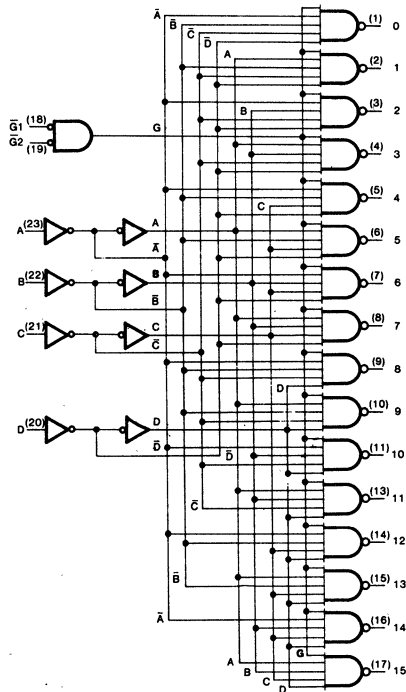 Ā
B̄
C̄
D̄
(1) 0
A
(2) 1
B
(3) 2
Ḡ1 (18)
Ḡ2 (19)
G
(4) 3
C
(5) 4
(6) 5
A (23)
A
Ā
B (22)
B
B̄
(7) 6
C (21)
C
C̄
(8) 7
(9) 8
D
(10) 9
D (20)
D
D̄
D̄
(11) 10
C̄
(13) 11
(14) 12
B̄
(15) 13
Ā
(16) 14
G
A
B
C
D
(17) 15